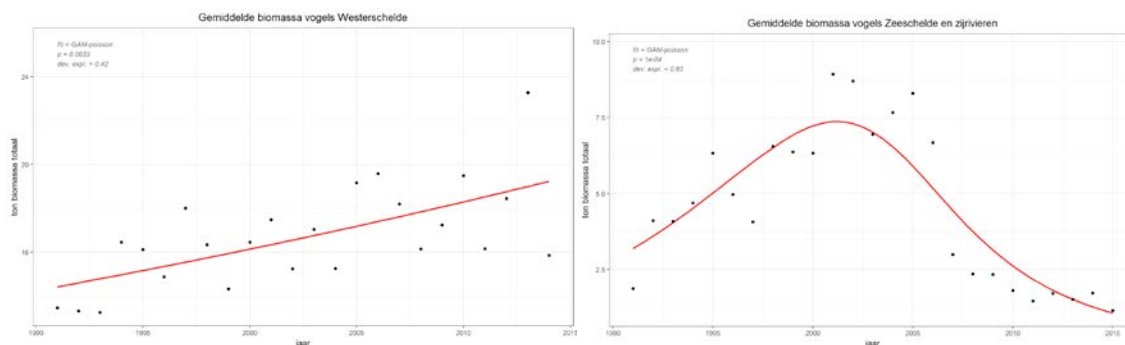 Gemiddelde biomassa vogels Westerschelde
fit = GAM-poisson
p = 0.0033
dev. expl. = 0.42
24
20
16
ton biomassa totaal
1990
1995
2000
2005
2010
2015
jaar
Gemiddelde biomassa vogels Zeeschelde en zijrivieren
fit = GAM-poisson
p = 1e-04
dev. expl. = 0.83
10.0
7.5
5.0
2.5
ton biomassa totaal
1990
1995
2000
2005
2010
2015
jaar